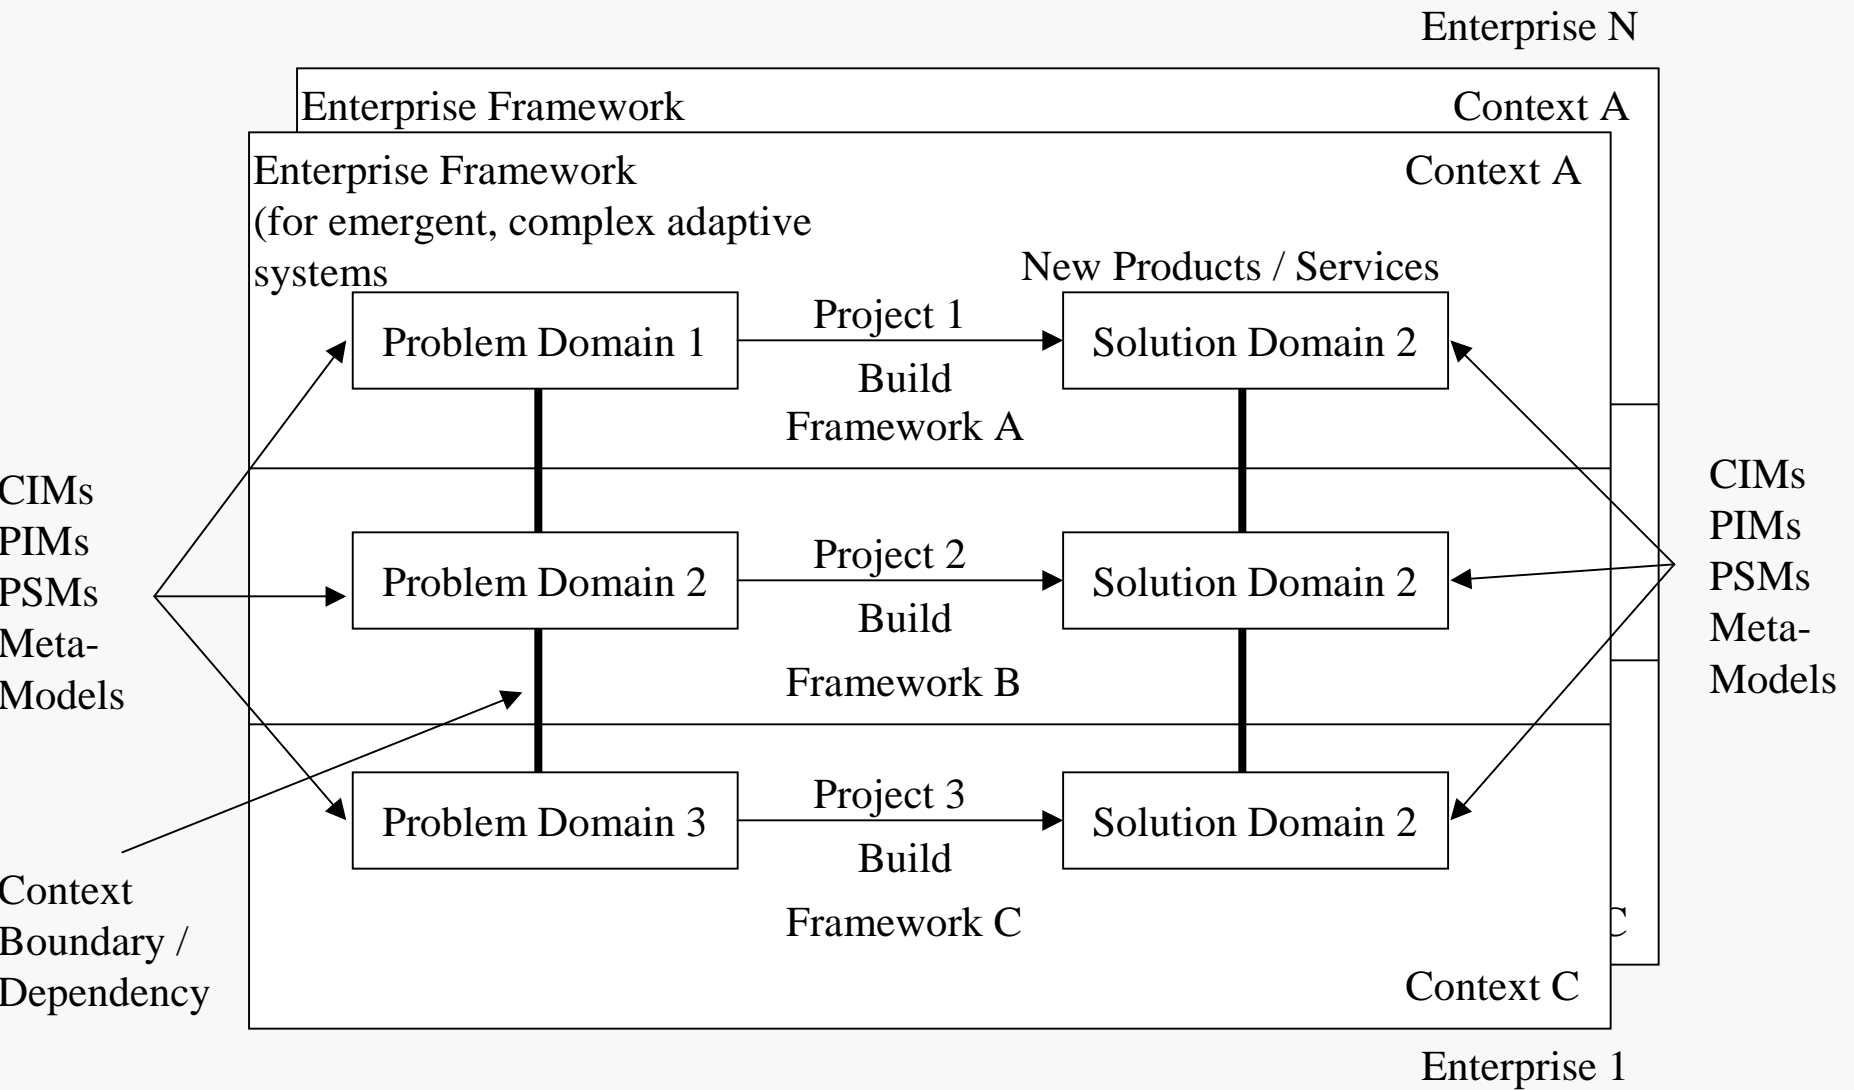 Enterprise N
Enterprise Framework
Context A
Enterprise Framework
Context A
(for emergent, complex adaptive
systems
New Products / Services
Problem Domain 1
Project 1
Solution Domain 2
Build
Framework A
CIMs
PIMs
PSMs
Meta-
Models
Problem Domain 2
Project 2
Solution Domain 2
Build
Framework B
CIMs
PIMs
PSMs
Meta-
Models
Problem Domain 3
Project 3
Solution Domain 2
Build
Framework C
C
Context
Boundary /
Dependency
Context C
Enterprise 1